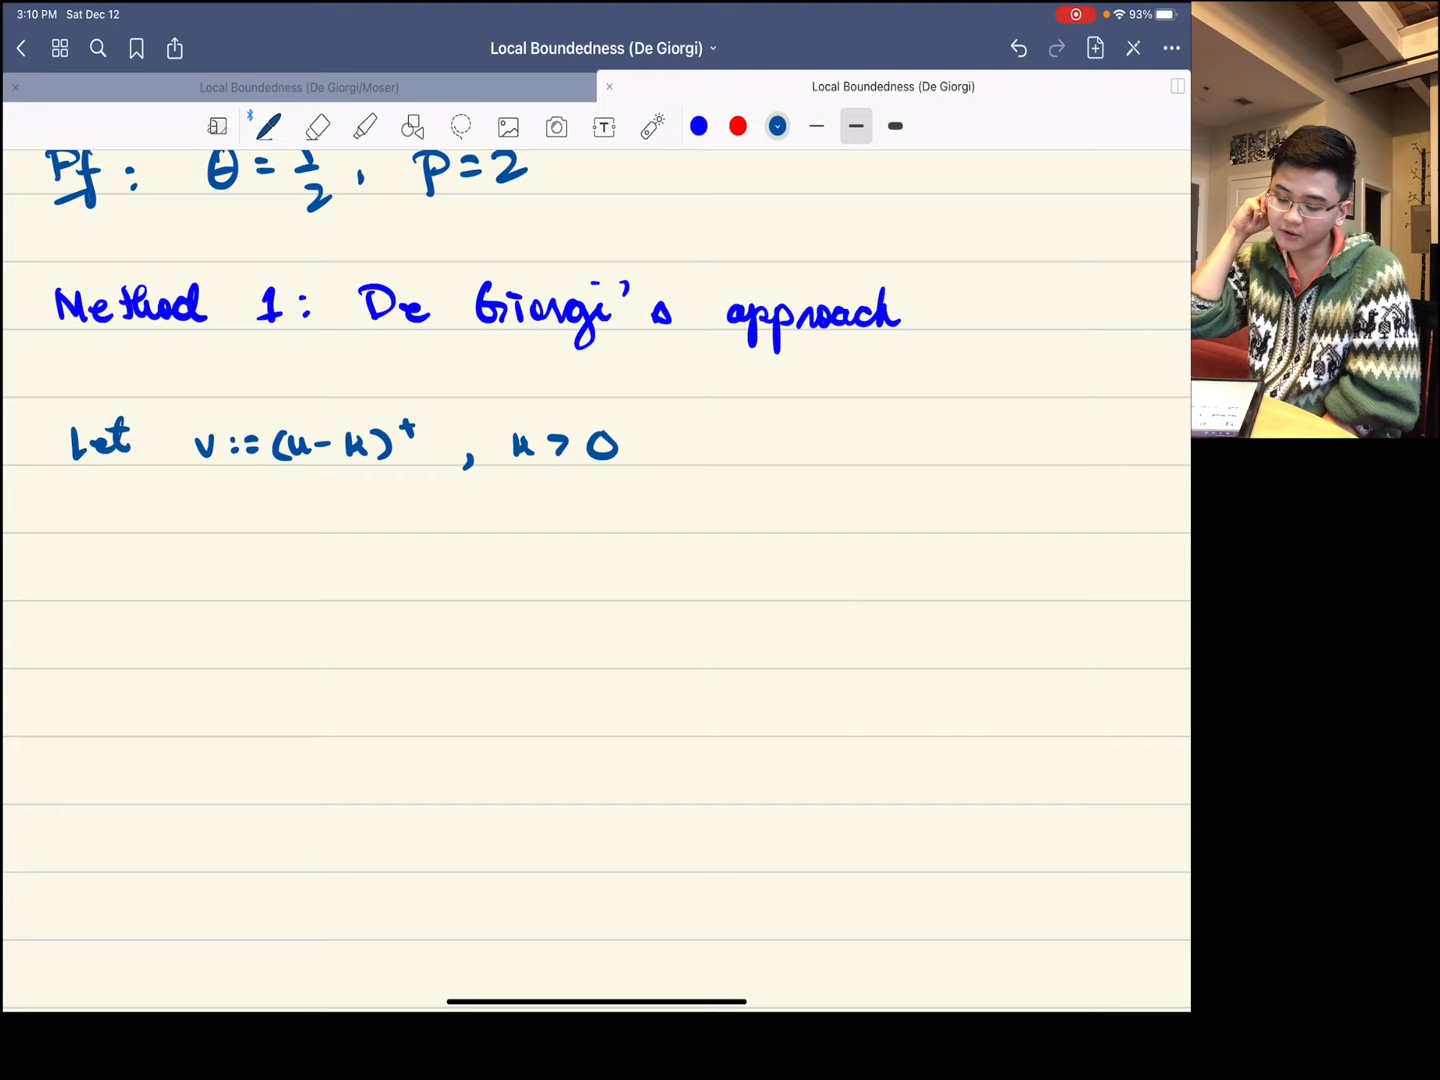 3:10 PM Sat Dec 12
93%
Local Boundedness (De Giorgi)
Local Boundedness (De Giorgi/Moser)
Local Boundedness (De Giorgi)
Pf: θ = 1/2, p = 2
Method 1: De Giorgi's approach
Let v := (u - k)⁺, k > 0